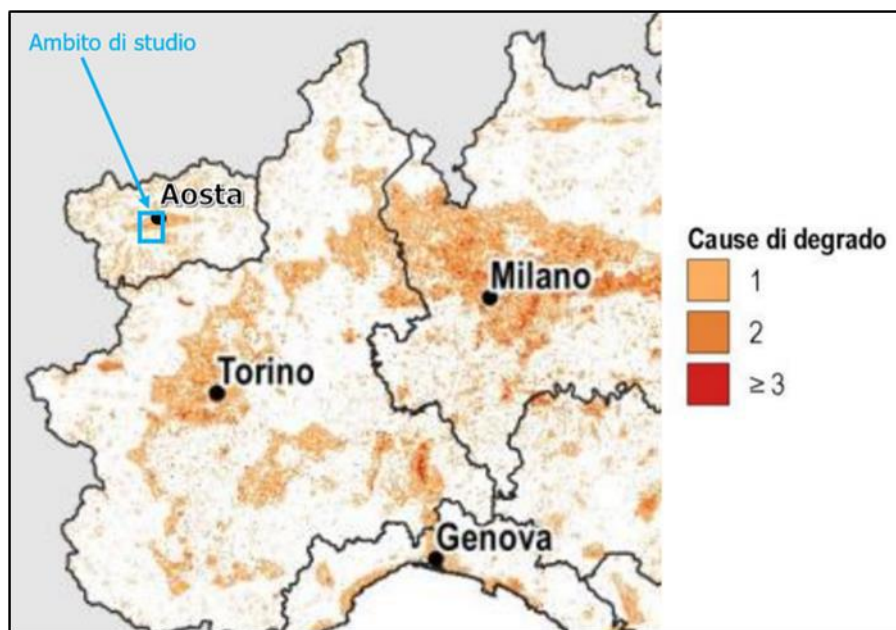 Ambito di studio
Aosta
Milano
Torino
Genova
Cause di degrado
1
2
≥ 3